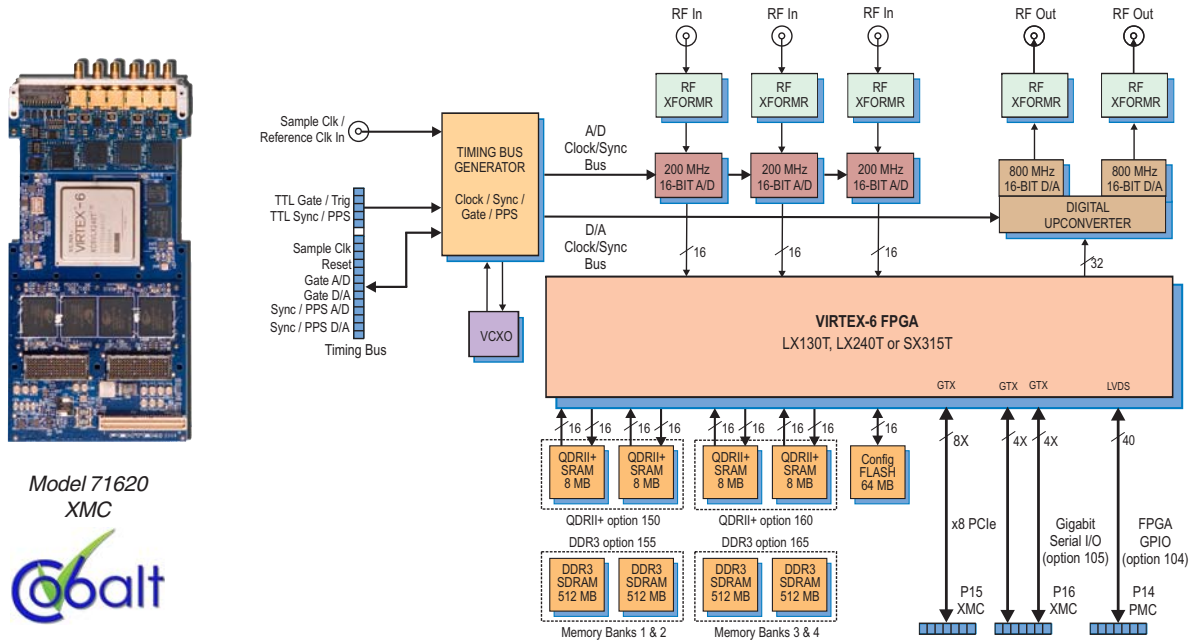 RF In
RF In
RF In
RF Out
RF Out
RF
XFORMR
RF
XFORMR
RF
XFORMR
RF
XFORMR
RF
XFORMR
Sample Clk /
Reference Clk In
TIMING BUS
GENERATOR
Clock / Sync /
Gate / PPS
A/D
Clock/Sync
Bus
200 MHz
16-BIT A/D
200 MHz
16-BIT A/D
200 MHz
16-BIT A/D
800 MHz
16-BIT D/A
800 MHz
16-BIT D/A
DIGITAL
UPCONVERTER
TTL Gate / Trig
TTL Sync / PPS
Sample Clk
Reset
Gate A/D
Gate D/A
Sync / PPS A/D
Sync / PPS D/A
Timing Bus
D/A
Clock/Sync
Bus
16
16
16
32
VCXO
VIRTEX-6 FPGA
LX130T, LX240T or SX315T
GTX
GTX
GTX
LVDS
16
16
16
16
16
16
16
16
16
8X
4X
4X
40
QDRII+
SRAM
8 MB
QDRII+
SRAM
8 MB
QDRII+
SRAM
8 MB
QDRII+
SRAM
8 MB
Config
FLASH
64 MB
QDRII+ option 150
QDRII+ option 160
DDR3 option 155
DDR3 option 165
DDR3
SDRAM
512 MB
DDR3
SDRAM
512 MB
DDR3
SDRAM
512 MB
DDR3
SDRAM
512 MB
Memory Banks 1 & 2
Memory Banks 3 & 4
x8 PCIe
Gigabit
Serial I/O
(option 105)
FPGA
GPIO
(option 104)
P15
XMC
P16
XMC
P14
PMC
VIRTEX-6
Model 71620
XMC
Cobalt